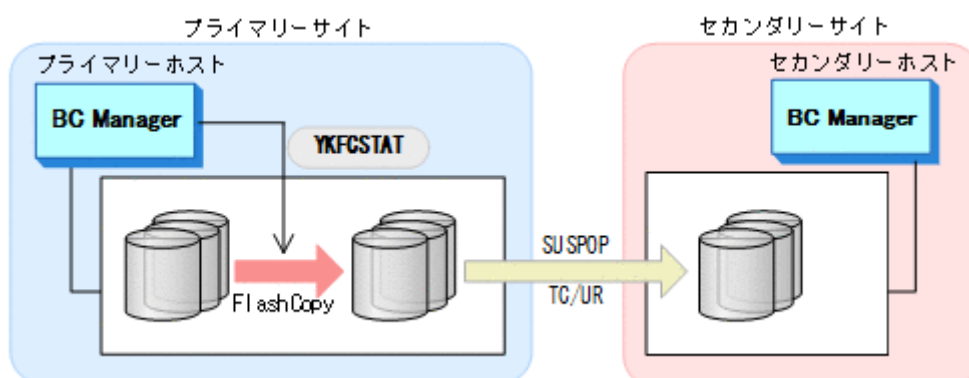 プライマリーサイト
セカンダリーサイト
プライマリーホスト
セカンダリーホスト
BC Manager
BC Manager
YKFCSTAT
SUSPOP
FlashCopy
TC/UR